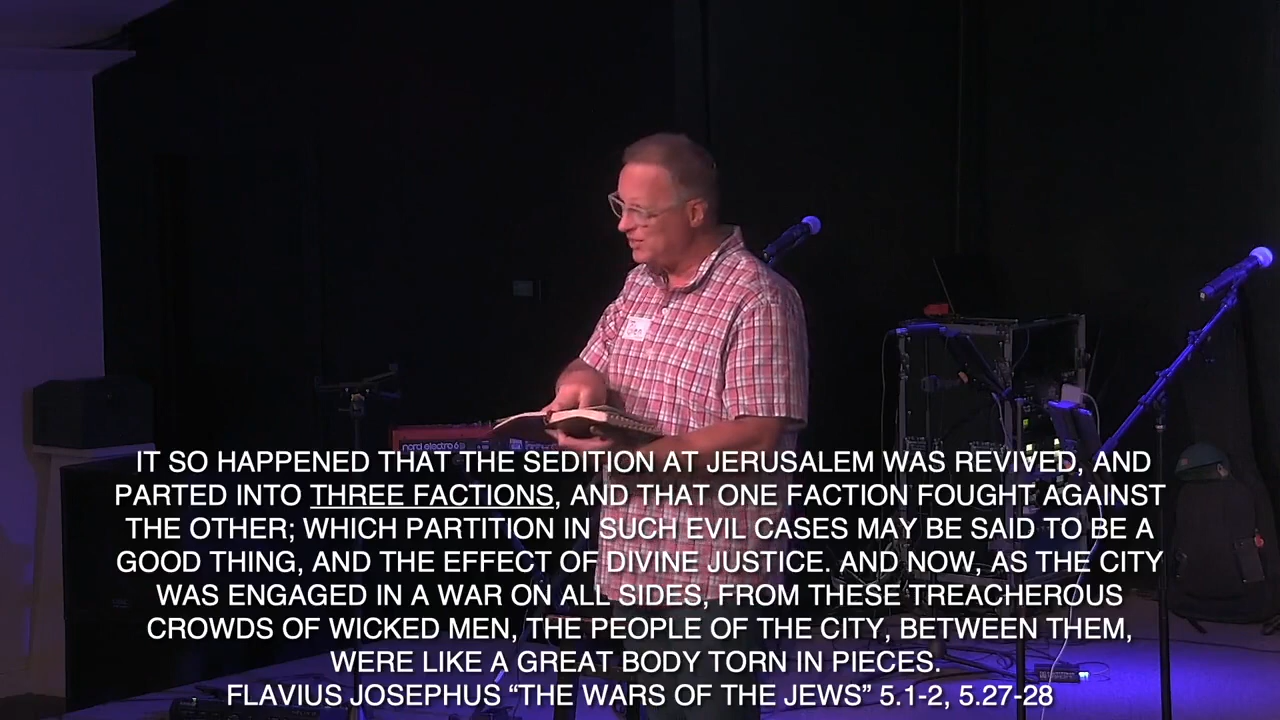 nord electro 6
IT SO HAPPENED THAT THE SEDITION AT JERUSALEM WAS REVIVED, AND
PARTED INTO THREE FACTIONS, AND THAT ONE FACTION FOUGHT AGAINST
THE OTHER; WHICH PARTITION IN SUCH EVIL CASES MAY BE SAID TO BE A
GOOD THING, AND THE EFFECT OF DIVINE JUSTICE. AND NOW, AS THE CITY
WAS ENGAGED IN A WAR ON ALL SIDES, FROM THESE TREACHEROUS
CROWDS OF WICKED MEN, THE PEOPLE OF THE CITY, BETWEEN THEM,
WERE LIKE A GREAT BODY TORN IN PIECES.
FLAVIUS JOSEPHUS “THE WARS OF THE JEWS” 5.1-2, 5.27-28